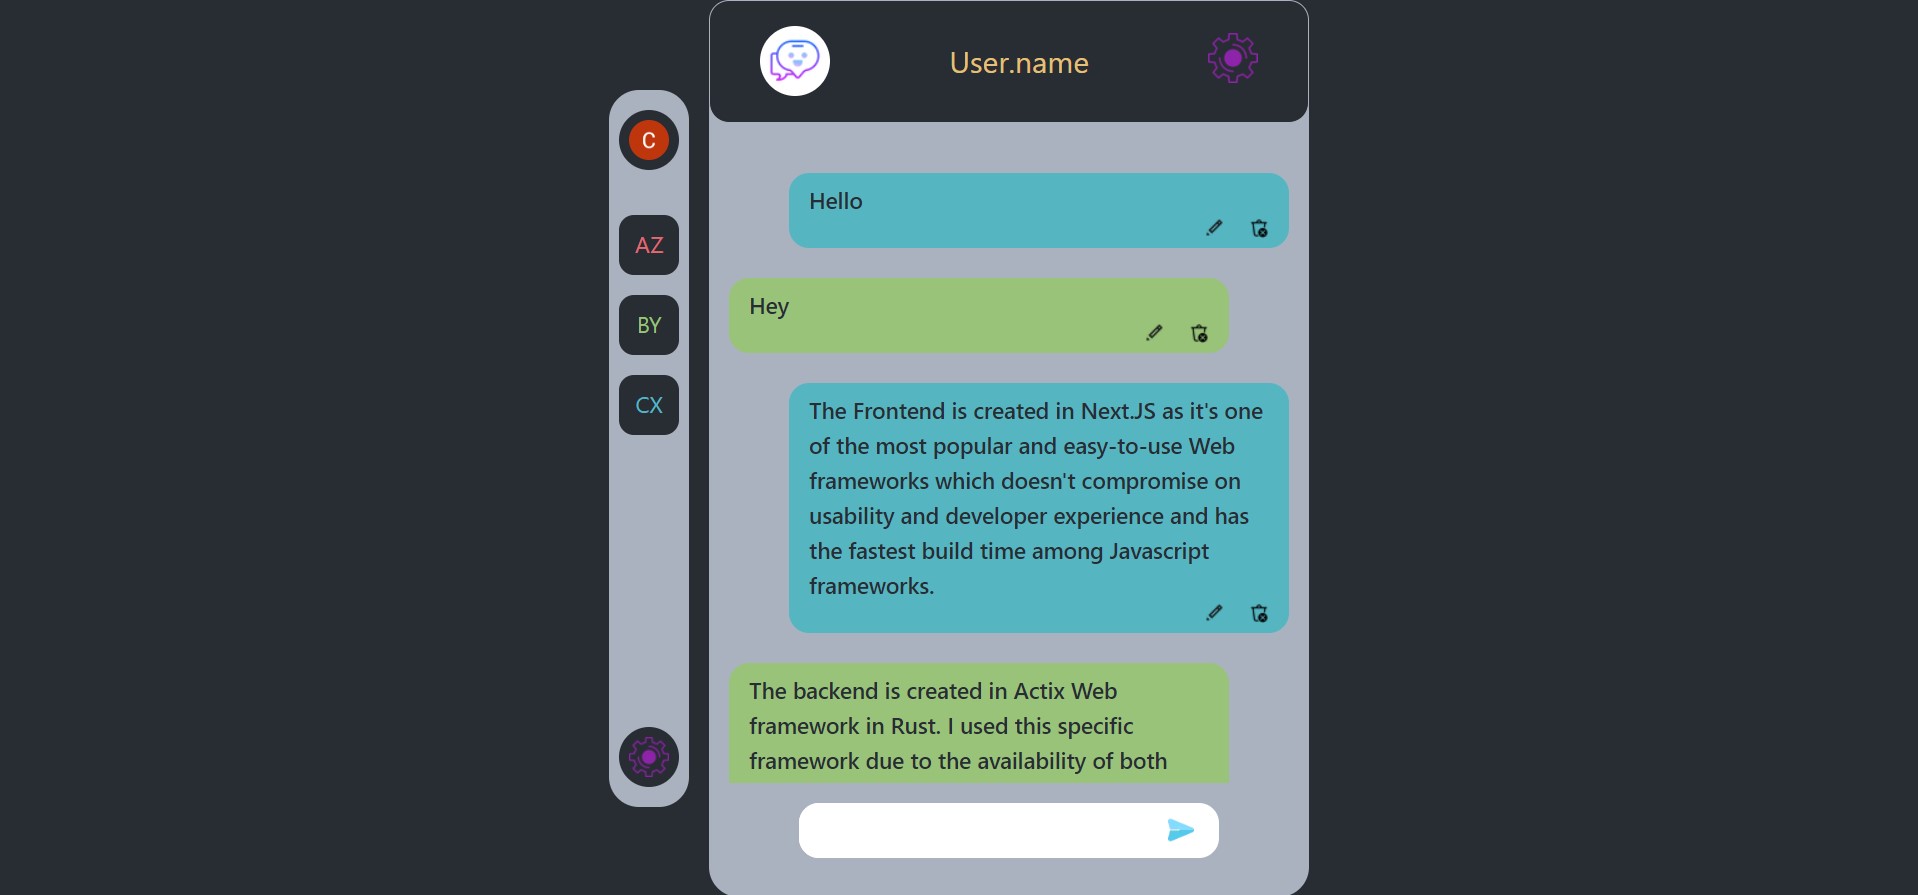 User.name
C
AZ
BY
CX
Hello
Hey
The Frontend is created in Next.JS as it's one
of the most popular and easy-to-use Web
frameworks which doesn't compromise on
usability and developer experience and has
the fastest build time among Javascript
frameworks.
The backend is created in Actix Web
framework in Rust. I used this specific
framework due to the availability of both